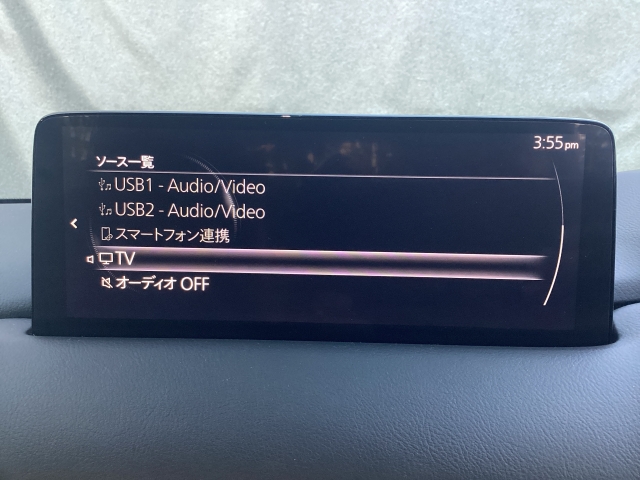 3:55pm
ソース一覧
USB1 - Audio/Video
USB2 - Audio/Video
スマートフォン連携
TV
オーディオ OFF